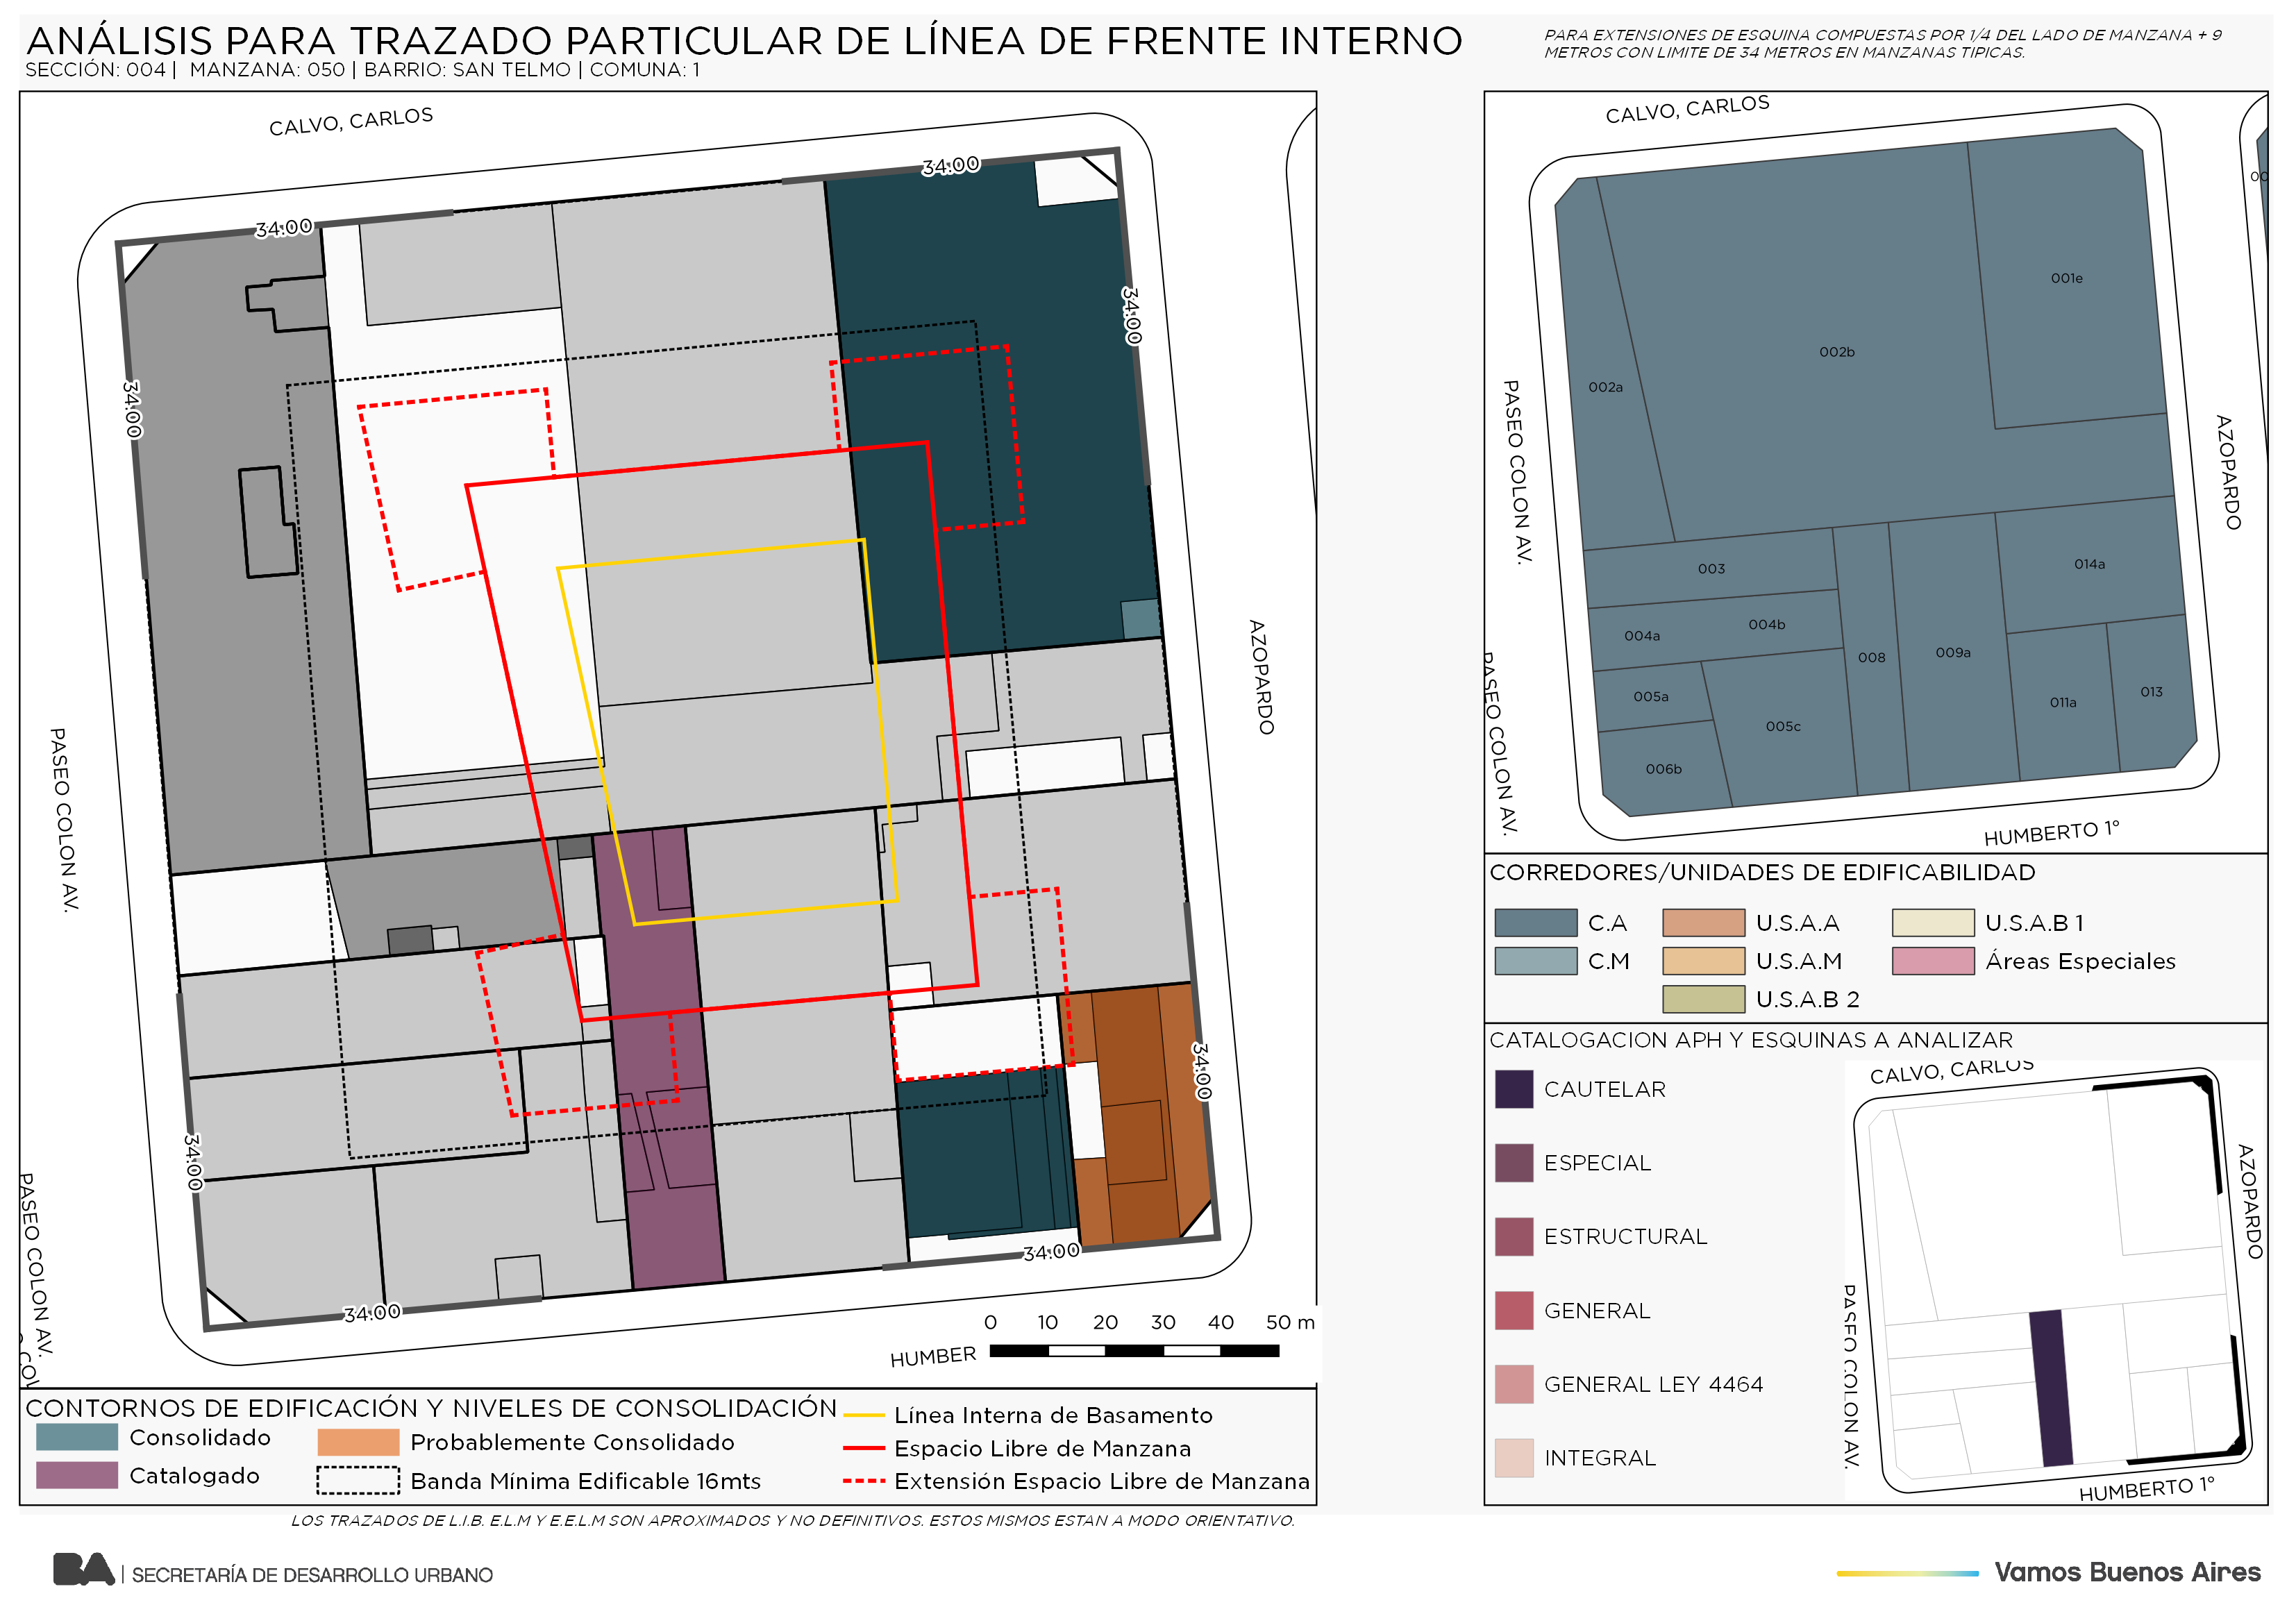 ANÁLISIS PARA TRAZADO PARTICULAR DE LÍNEA DE FRENTE INTERNO
SECCIÓN: 004 | MANZANA: 050 | BARRIO: SAN TELMO | COMUNA: 1
PARA EXTENSIONES DE ESQUINA COMPUESTAS POR 1/4 DEL LADO DE MANZANA + 9
METROS CON LIMITE DE 34 METROS EN MANZANAS TIPICAS.
CALVO, CARLOS
34:00
34:00
34:00
34:00
AZOPARDO
PASEO COLON AV.
34:00
34:00
PASEO COLON AV.
34:00
34:00
HUMBER
0 10 20 30 40 50 m
CONTORNOS DE EDIFICACIÓN Y NIVELES DE CONSOLIDACIÓN
Consolidado
Catalogado
Probablemente Consolidado
Banda Mínima Edificable 16mts
Línea Interna de Basamento
Espacio Libre de Manzana
Extensión Espacio Libre de Manzana
CALVO, CARLOS
001e
002b
002a
PASEO COLON AV.
AZOPARDO
003
014a
004a
004b
008
009a
005a
005c
011a
013
006b
PASEO COLON AV.
HUMBERTO 1°
CORREDORES/UNIDADES DE EDIFICABILIDAD
C.A
U.S.A.A
U.S.A.B 1
C.M
U.S.A.M
Áreas Especiales
U.S.A.B 2
CATALOGACION APH Y ESQUINAS A ANALIZAR
CAUTELAR
ESPECIAL
ESTRUCTURAL
GENERAL
GENERAL LEY 4464
INTEGRAL
CALVO, CARLOS
AZOPARDO
PASEO COLON AV.
HUMBERTO 1°
LOS TRAZADOS DE L.I.B. E.L.M Y E.E.L.M SON APROXIMADOS Y NO DEFINITIVOS. ESTOS MISMOS ESTAN A MODO ORIENTATIVO.
BA | SECRETARÍA DE DESARROLLO URBANO
Vamos Buenos Aires